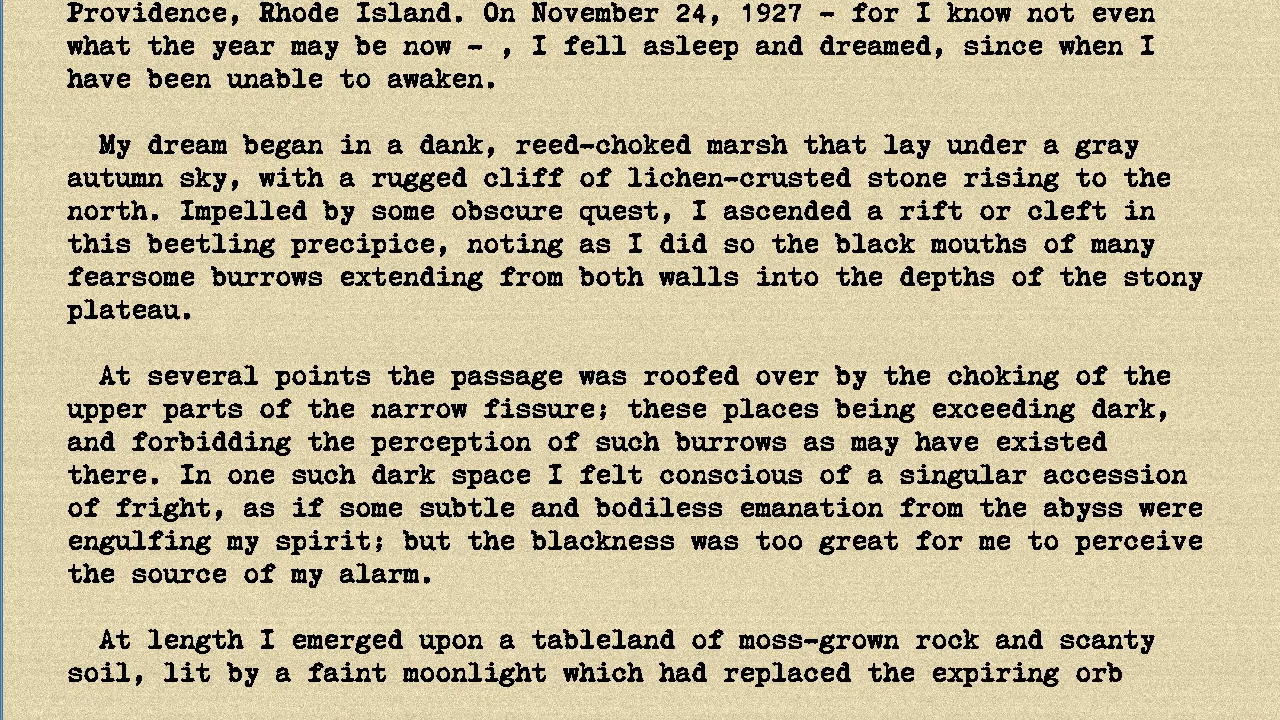 Providence, Rhode Island. On November 24, 1927 - for I know not even
what the year may be now - , I fell asleep and dreamed, since when I
have been unable to awaken.
My dream began in a dank, reed-choked marsh that lay under a gray
autumn sky, with a rugged cliff of lichen-crusted stone rising to the
north. Impelled by some obscure quest, I ascended a rift or cleft in
this beetling precipice, noting as I did so the black mouths of many
fearsome burrows extending from both walls into the depths of the stony
plateau.
At several points the passage was roofed over by the choking of the
upper parts of the narrow fissure; these places being exceeding dark,
and forbidding the perception of such burrows as may have existed
there. In one such dark space I felt conscious of a singular accession
of fright, as if some subtle and bodiless emanation from the abyss were
engulfing my spirit; but the blackness was too great for me to perceive
the source of my alarm.
At length I emerged upon a tableland of moss-grown rock and scanty
soil, lit by a faint moonlight which had replaced the expiring orb